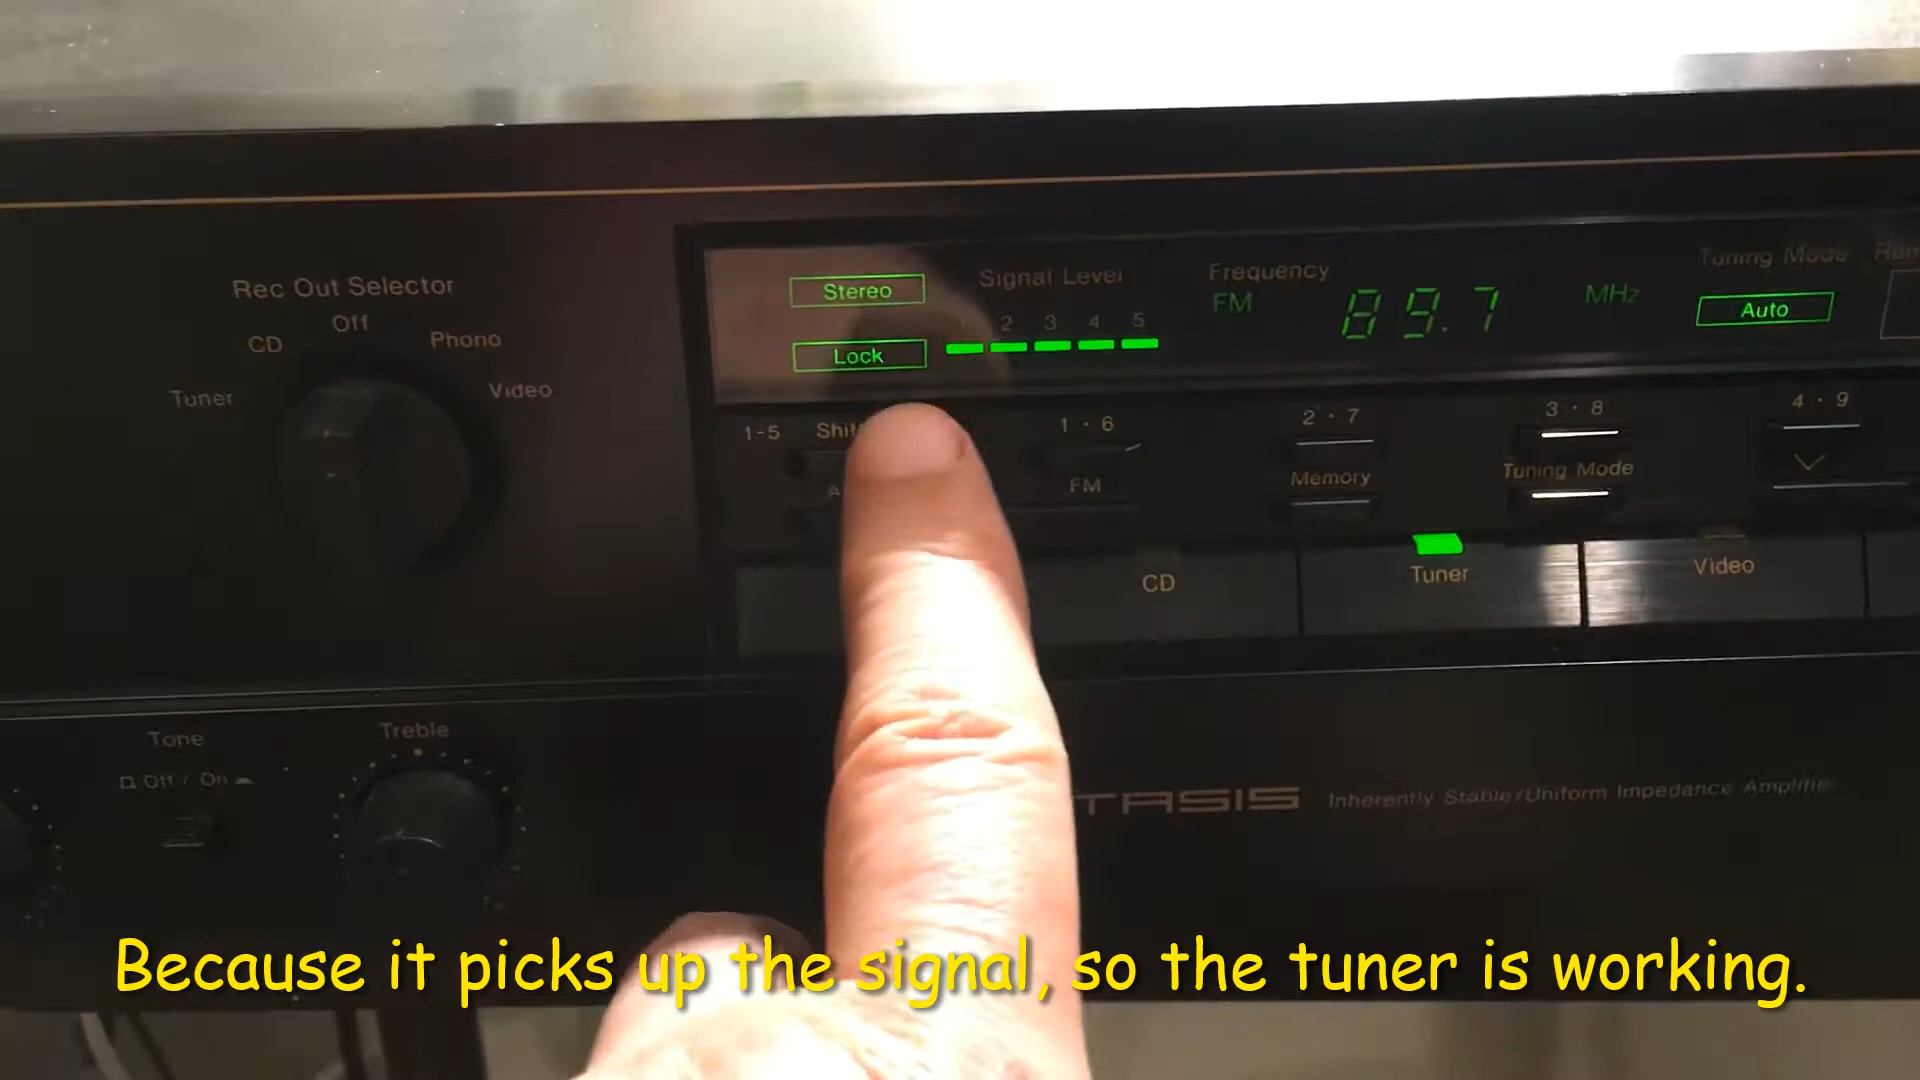 Rec Out Selector
Off
CD
Phono
Tuner
Video
Stereo
Lock
Signal Level
2 3 4 5
Frequency
FM
89.7
MHz
Tuning Mode
Auto
1-5
1 · 6
2 · 7
3 · 8
4 · 9
FM
Memory
Tuning Mode
CD
Tuner
Video
Tone
Off / On
Treble
TASIS
Inherently Stable/Uniform Impedance
Because it picks up the signal, so the tuner is working.